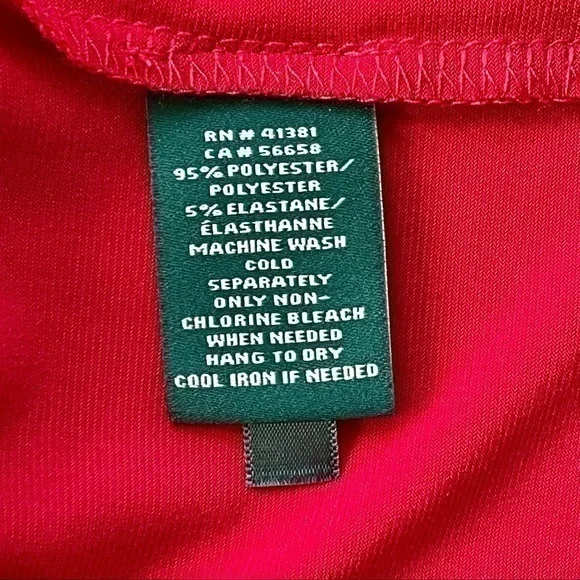 RN # 41381
CA # 56658
95% POLYESTER/
POLYESTER
5% ELASTANE/
ÉLASTHANNE
MACHINE WASH
COLD
SEPARATELY
ONLY NON-
CHLORINE BLEACH
WHEN NEEDED
HANG TO DRY
COOL IRON IF NEEDED